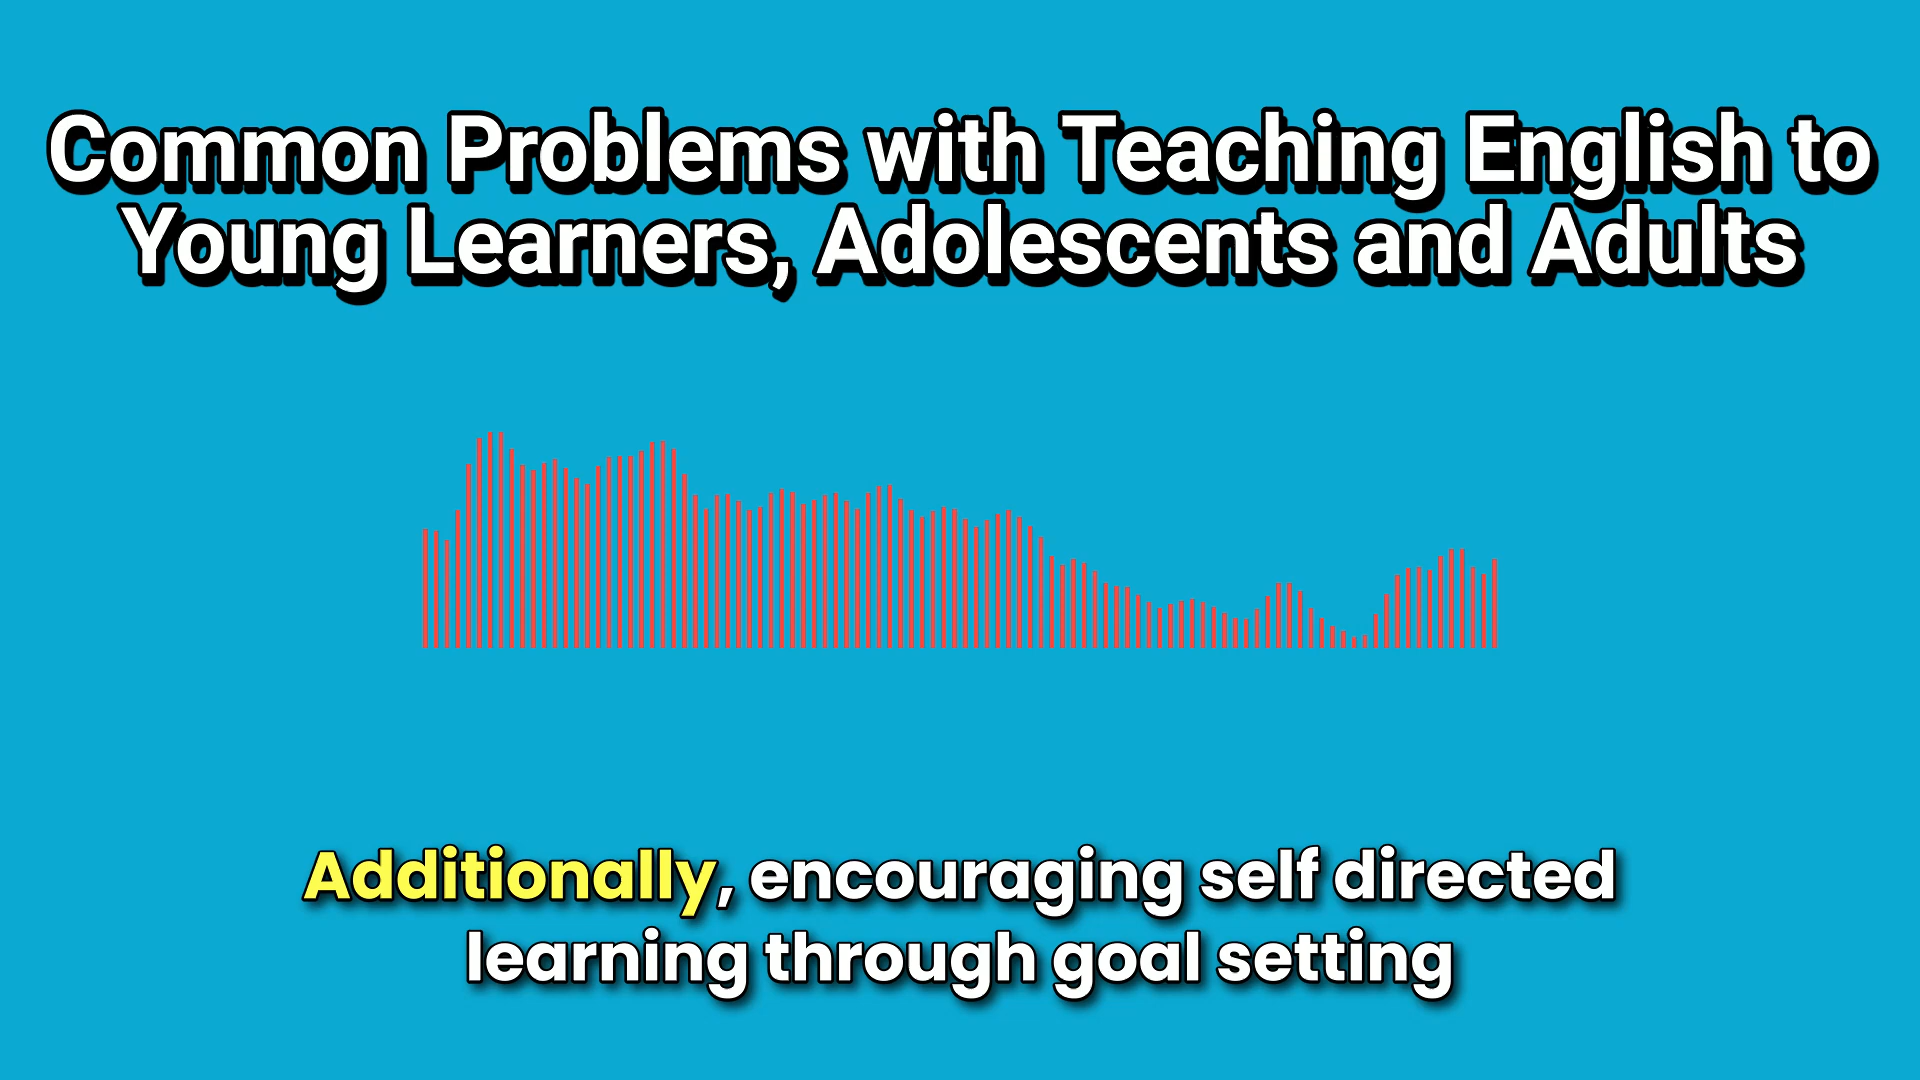 Common Problems with Teaching English to
Young Learners, Adolescents and Adults
Additionally, encouraging self directed
learning through goal setting